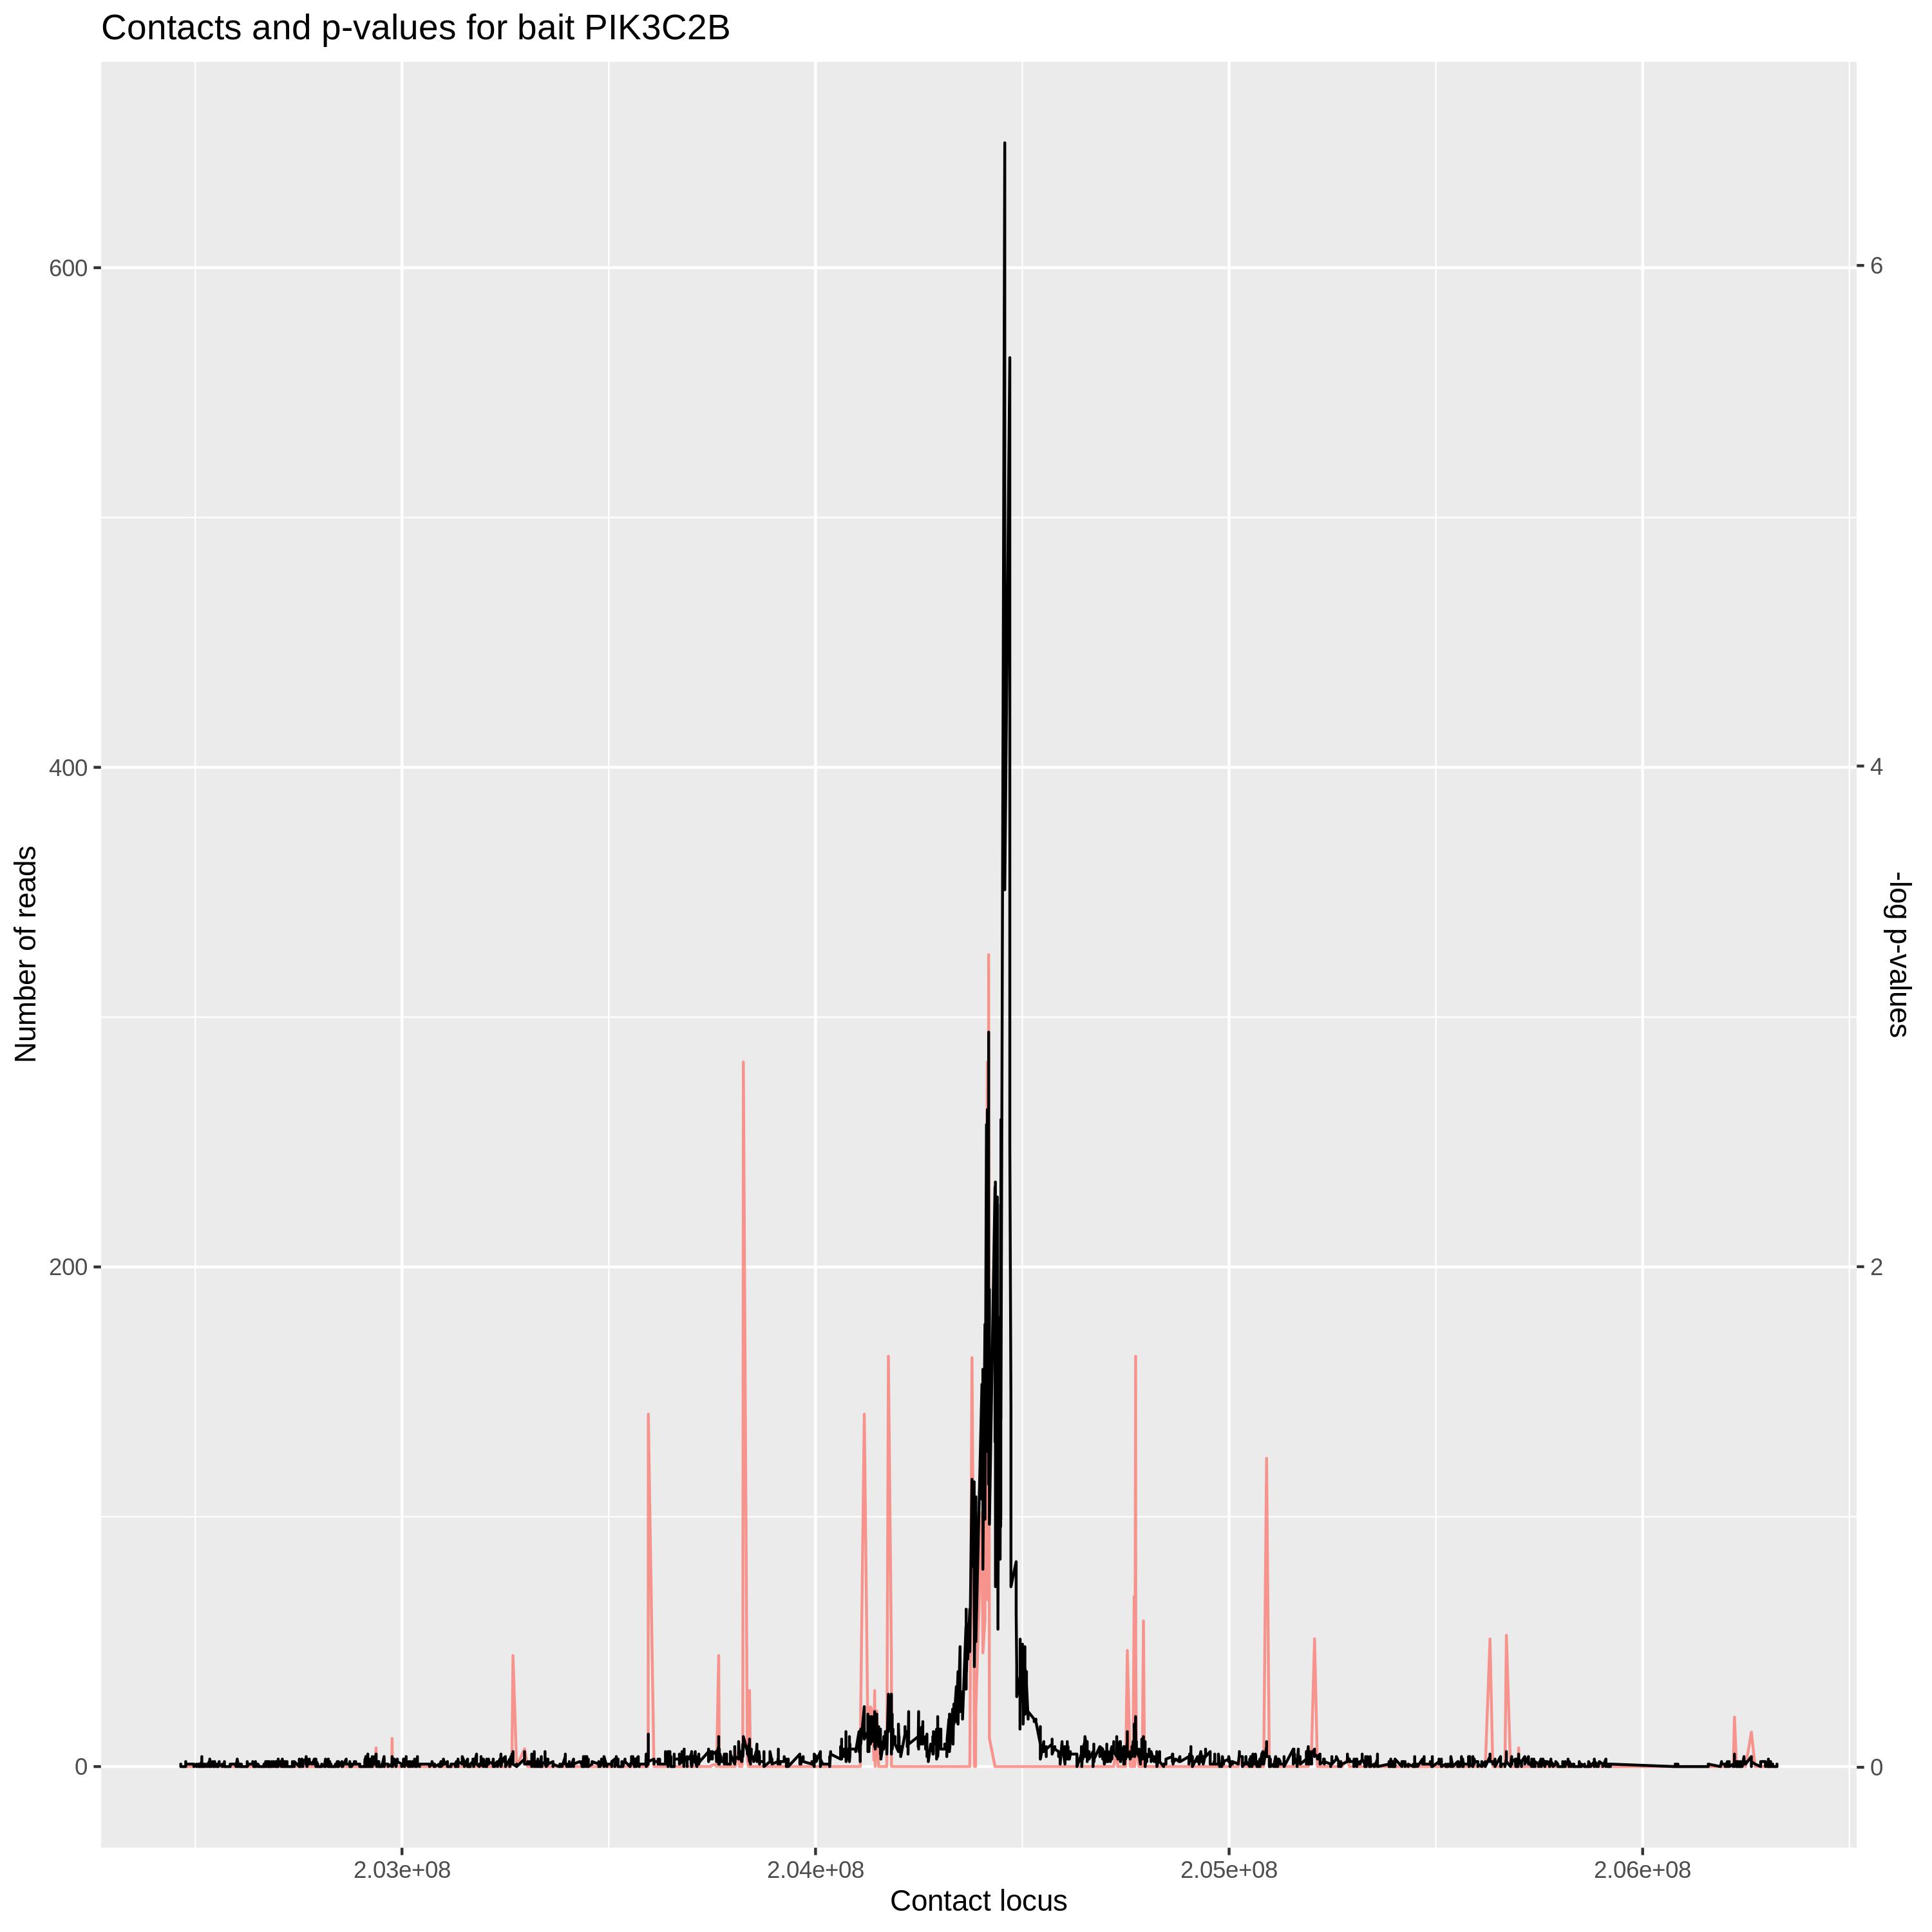 Contacts and p-values for bait PIK3C2B
600
400
200
0
Number of reads
6
4
2
0
-log p-values
2.03e+08
2.04e+08
2.05e+08
2.06e+08
Contact locus